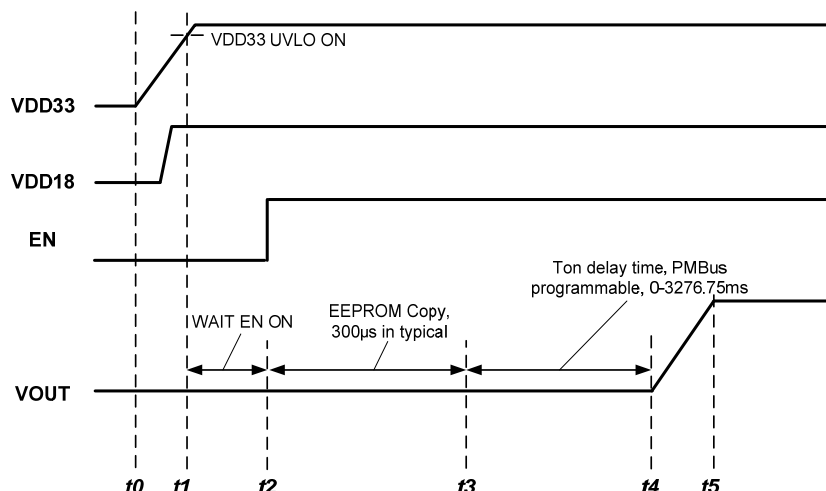 VDD33 UVLO ON
VDD33
VDD18
EN
Ton delay time, PMBus
programmable, 0-3276.75ms
EEPROM Copy,
300µs in typical
WAIT EN ON
VOUT
t0 t1 t2 t3 t4 t5